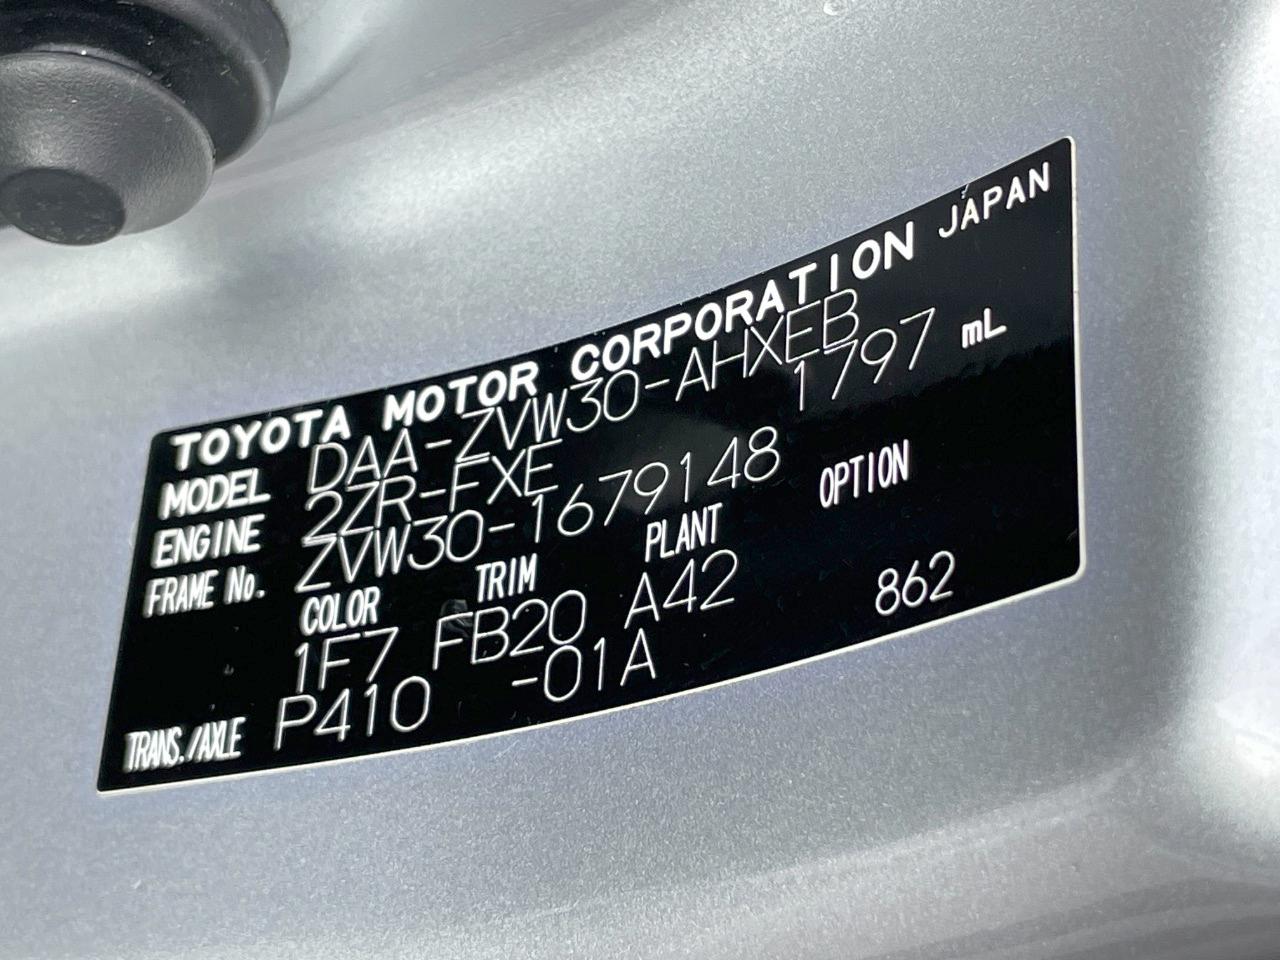 TOYOTA MOTOR CORPORATION JAPAN
MODEL DAA-ZVW30-AHXEB
ENGINE 2ZR-FXE 1797 mL
FRAME No. ZVW30-1679148
COLOR TRIM PLANT OPTION
1F7 FB20 A42 862
TRANS./AXLE P410 -01A